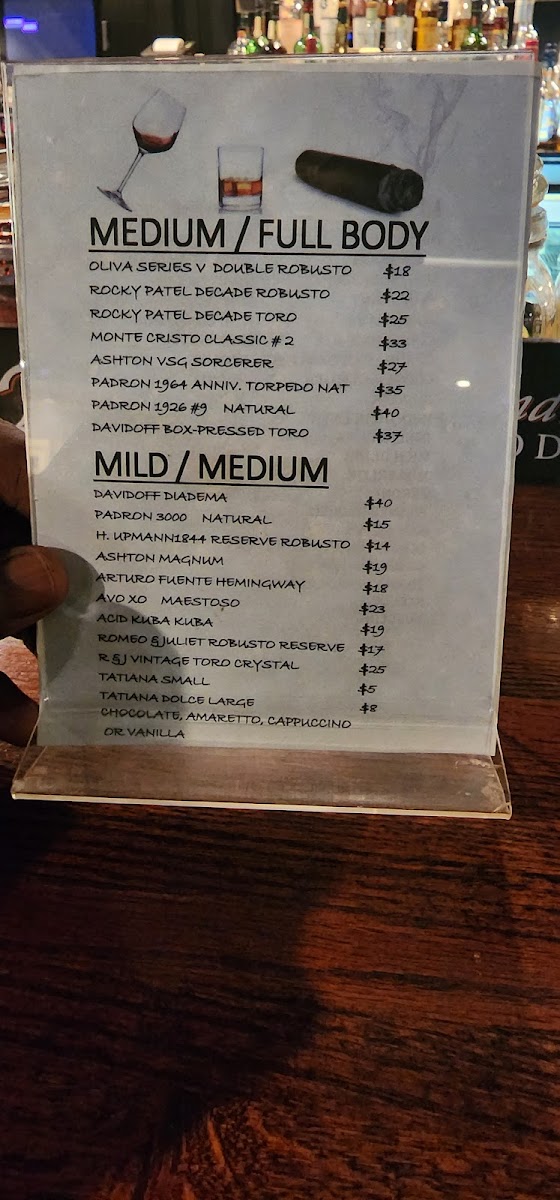 MEDIUM / FULL BODY
OLIVA SERIES V DOUBLE ROBUSTO $18
ROCKY PATEL DECADE ROBUSTO $22
ROCKY PATEL DECADE TORO $25
MONTE CRISTO CLASSIC # 2 $33
ASHTON VSG SORCERER $27
PADRON 1964 ANNIV. TORPEDO NAT $35
PADRON 1926 #9 NATURAL $40
DAVIDOFF BOX-PRESSED TORO $37
MILD / MEDIUM
DAVIDOFF DIADEMA $40
PADRON 3000 NATURAL $15
H. UPMANN1844 RESERVE ROBUSTO $14
ASHTON MAGNUM $19
ARTURO FUENTE HEMINGWAY $18
AVO XO MAESTOSO $23
ACID KUBA KUBA $19
ROMEO & JULIET ROBUSTO RESERVE $17
R & J VINTAGE TORO CRYSTAL $25
TATIANA SMALL $5
TATIANA DOLCE LARGE $8
CHOCOLATE, AMARETTO, CAPPUCCINO
OR VANILLA